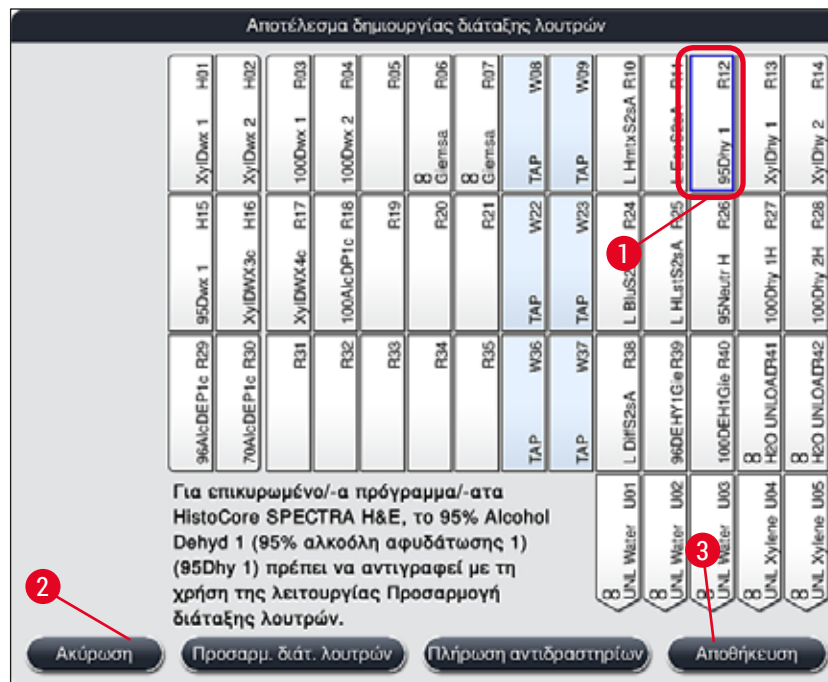 Αποτέλεσμα δημιουργίας διάταξης λουτρών
XylDwx 1 H01
XylDwx 2 H02
100Dwx 1 R03
100Dwx 2 R04
R05
∞ Giemsa R06
∞ Giemsa R07
TAP W08
TAP W09
L HmtxS2sA R10
L EosS2sA R11
95Dhy 1 R12
XylDhy 1 R13
XylDhy 2 R14
95Dwx 1 H15
XylDWX3c H16
XylDWX4c R17
100AlcDP1c R18
R19
R20
R21
TAP W22
TAP W23
L BluS2 R24
L HLstS2sA R25
95Neutr H R26
100Dhy 1H R27
100Dhy 2H R28
1
96AlcDEP1c R29
70AlcDEP1c R30
R31
R32
R33
R34
R35
TAP W36
TAP W37
L DiffS2sA R38
96DEHY1Gie R39
100DEH1Gie R40
∞ H2O UNLOAD R41
∞ H2O UNLOAD R42
∞ UNL Water U01
∞ UNL Water U02
∞ UNL Water U03
∞ UNL Xylene U04
∞ UNL Xylene U05
Για επικυρωμένο/-α πρόγραμμα/-ατα
HistoCore SPECTRA H&E, το 95% Alcohol
Dehyd 1 (95% αλκοόλη αφυδάτωσης 1)
(95Dhy 1) πρέπει να αντιγραφεί με τη
χρήση της λειτουργίας Προσαρμογή
διάταξης λουτρών.
2
3
Ακύρωση
Προσαρμ. διάτ. λουτρών
Πλήρωση αντιδραστηρίων
Αποθήκευση